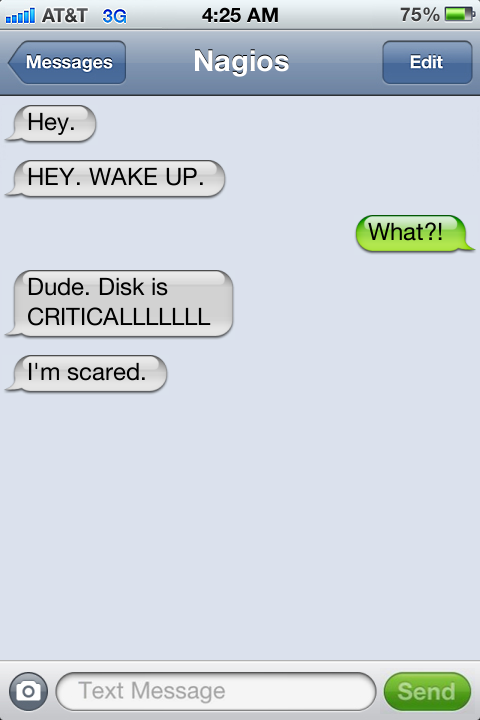 AT&T 3G 4:25 AM 75%
Messages Nagios Edit
Hey.
HEY. WAKE UP.
What?!
Dude. Disk is
CRITICALLLLLLL
I'm scared.
Text Message Send